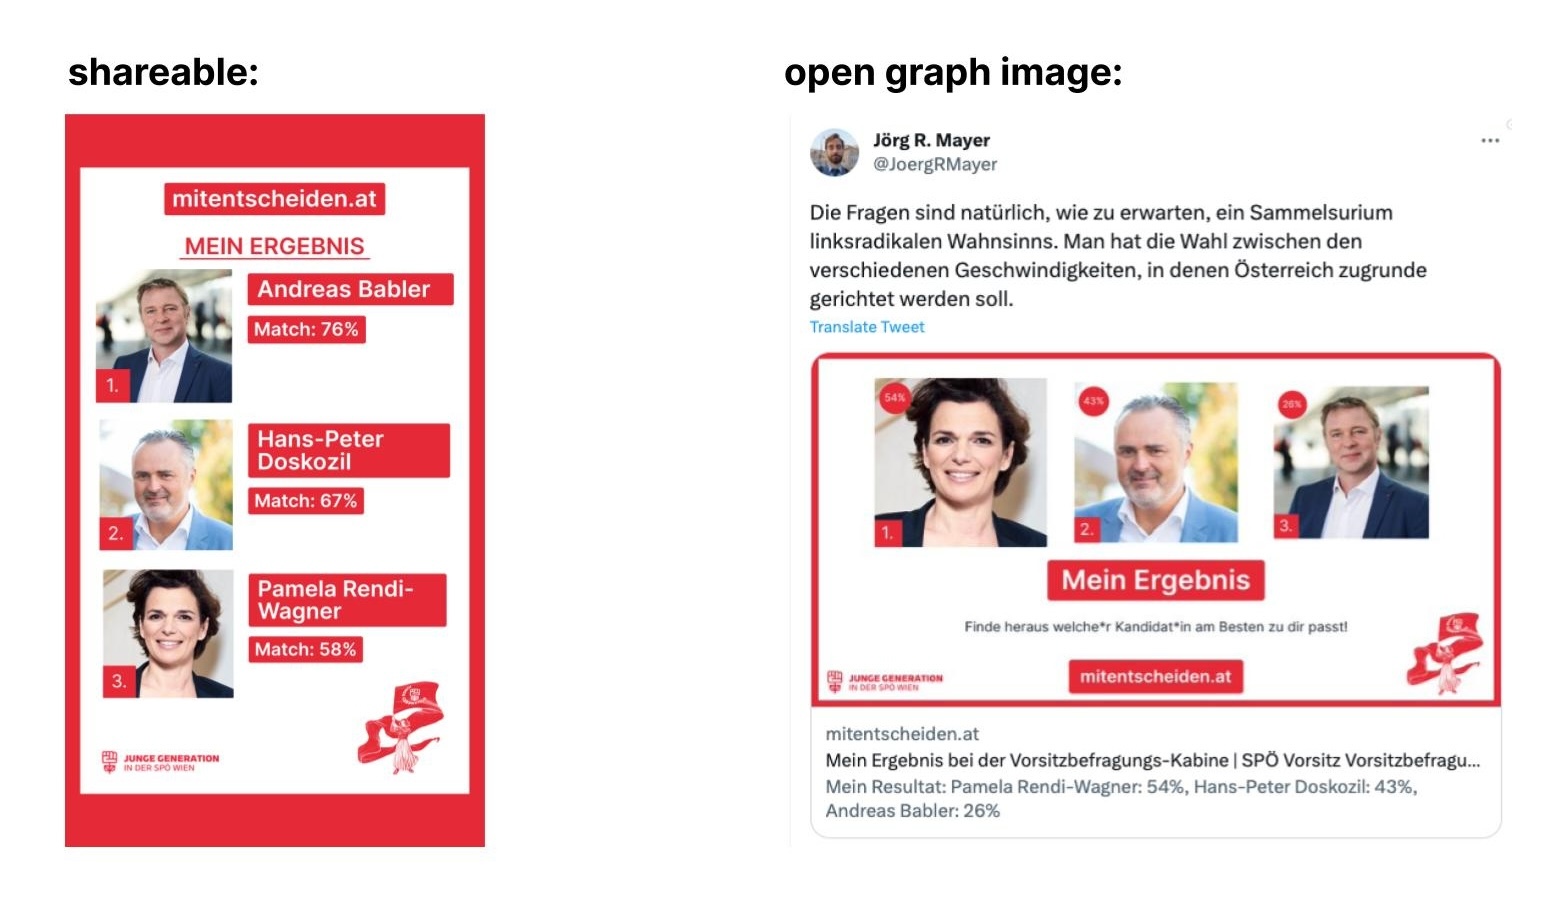 shareable:
mitentscheiden.at
MEIN ERGEBNIS
Andreas Babler
Match: 76%
1.
Hans-Peter
Doskozil
Match: 67%
2.
Pamela Rendi-
Wagner
Match: 58%
3.
JUNGE GENERATION
IN DER SPÖ WIEN
open graph image:
Jörg R. Mayer
@JoergRMayer
Die Fragen sind natürlich, wie zu erwarten, ein Sammelsurium
linksradikalen Wahnsinns. Man hat die Wahl zwischen den
verschiedenen Geschwindigkeiten, in denen Österreich zugrunde
gerichtet werden soll.
Translate Tweet
54%
43%
26%
1.
2.
3.
Mein Ergebnis
Finde heraus welche*r Kandidat*in am Besten zu dir passt!
mitentscheiden.at
JUNGE GENERATION
IN DER SPÖ WIEN
mitentscheiden.at
Mein Ergebnis bei der Vorsitzbefragungs-Kabine | SPÖ Vorsitz Vorsitzbefragu...
Mein Resultat: Pamela Rendi-Wagner: 54%, Hans-Peter Doskozil: 43%,
Andreas Babler: 26%